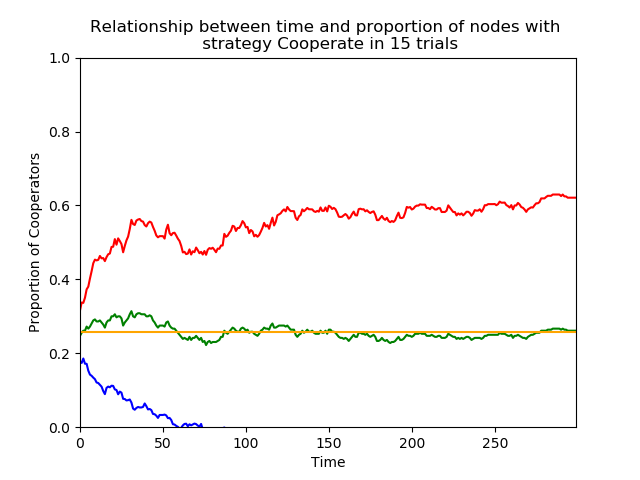 Relationship between time and proportion of nodes with
strategy Cooperate in 15 trials
1.0
0.8
0.6
0.4
0.2
0.0
Proportion of Cooperators
0 50 100 150 200 250
Time